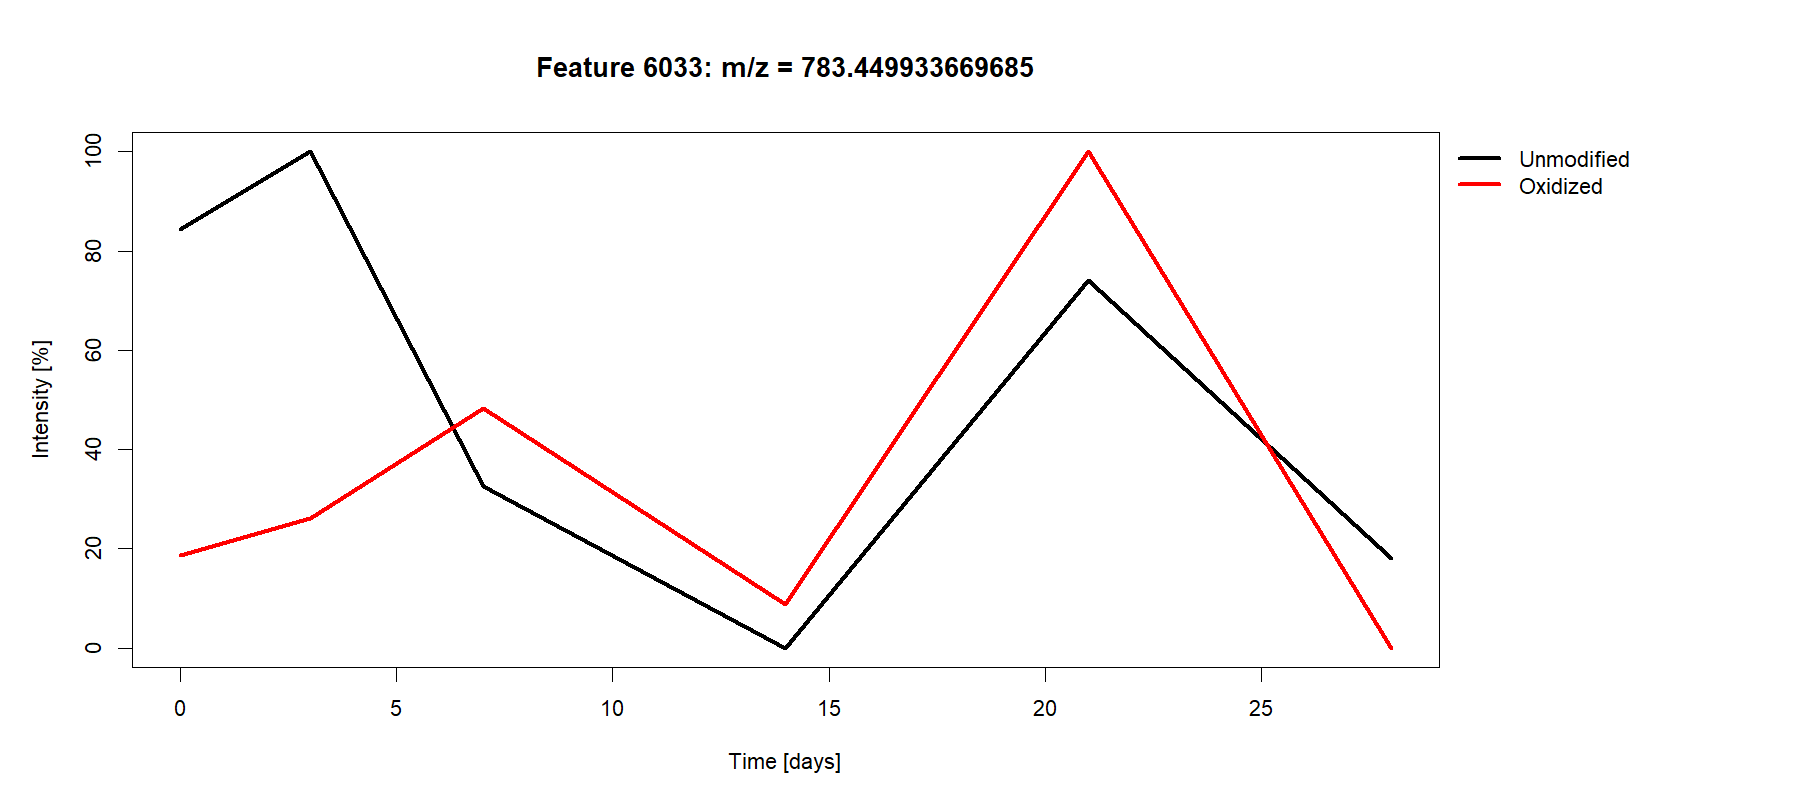 Feature 6033: m/z = 783.449933669685
Unmodified
Oxidized
Intensity [%]
100
80
60
40
20
0
0 5 10 15 20 25
Time [days]